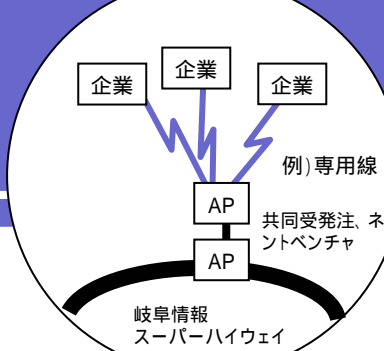 企業
企業
企業
例)専用線
AP
共同受発注、ネ
ントベンチャ
AP
岐阜情報
スーパーハイウェイ